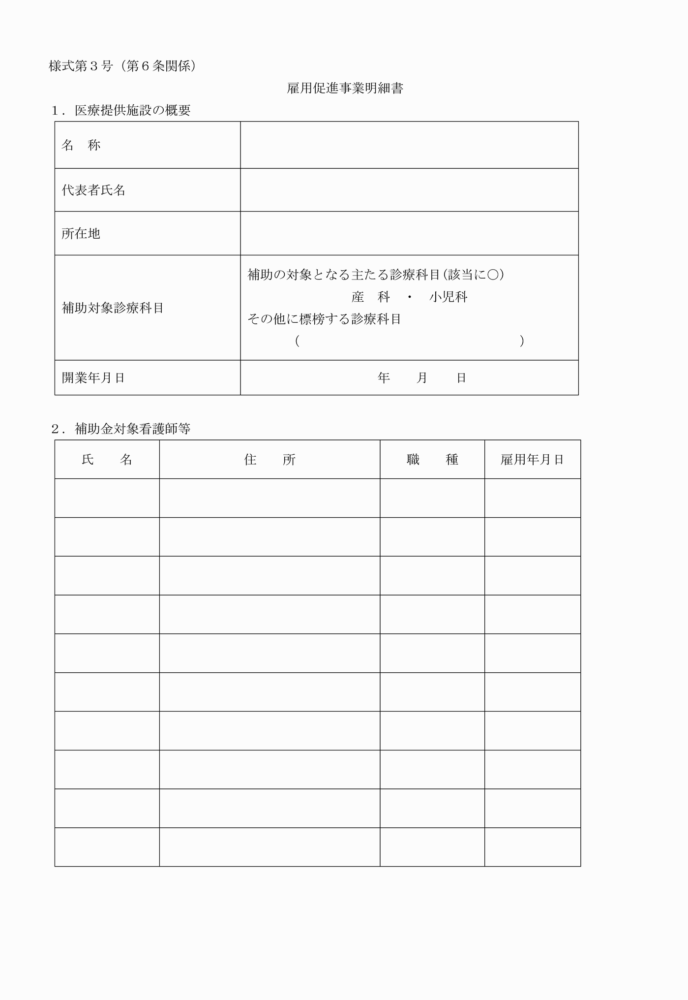 様式第３号（第６条関係）
雇用促進事業明細書
１．医療提供施設の概要
名　称
代表者氏名
所在地
補助対象診療科目
補助の対象となる主たる診療科目(該当に〇)
産　科　・　小児科
その他に標榜する診療科目
（　　　　　　　　　　　　　　　　　）
開業年月日
年　　月　　日
２．補助金対象看護師等
氏　　名　住　　所　職　　種　雇用年月日